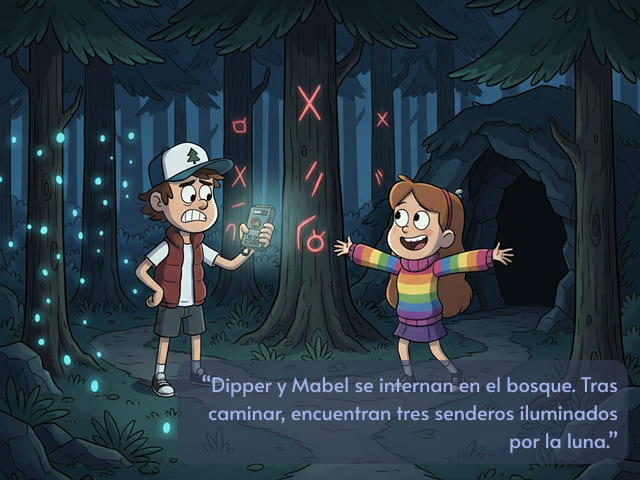 “Dipper y Mabel se internan en el bosque. Tras
caminar, encuentran tres senderos iluminados
por la luna.”